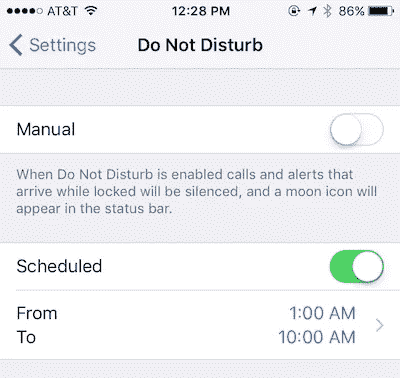 AT&T 12:28 PM 86%
Settings Do Not Disturb
Manual
When Do Not Disturb is enabled calls and alerts that
arrive while locked will be silenced, and a moon icon will
appear in the status bar.
Scheduled
From 1:00 AM
To 10:00 AM